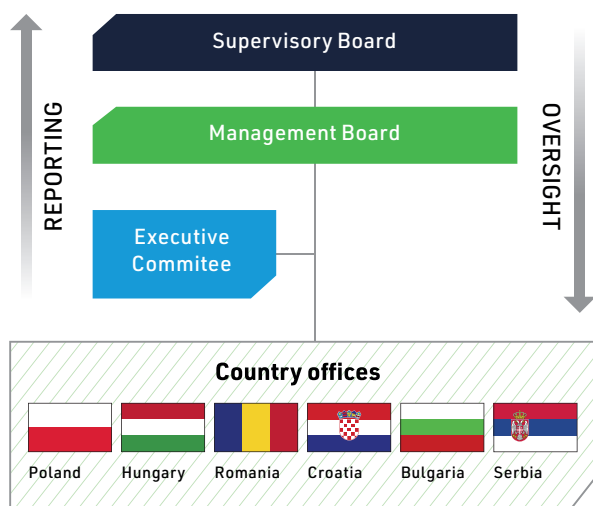 Supervisory Board
REPORTING
OVERSIGHT
Management Board
Executive
Commitee
Country offices
Poland
Hungary
Romania
Croatia
Bulgaria
Serbia